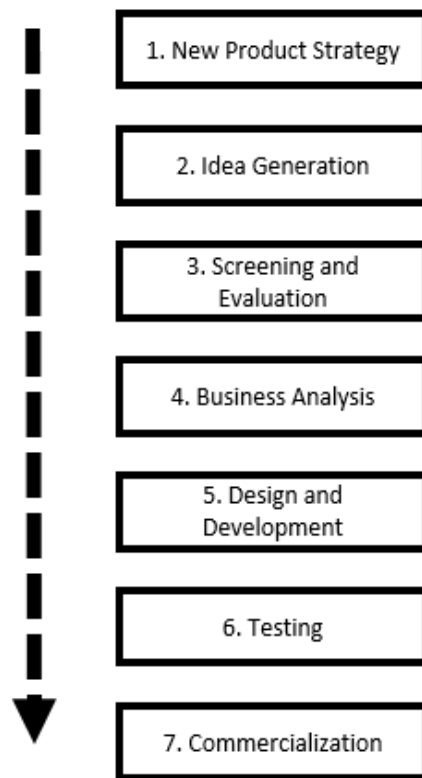 1. New Product Strategy
2. Idea Generation
3. Screening and
Evaluation
4. Business Analysis
5. Design and
Development
6. Testing
7. Commercialization